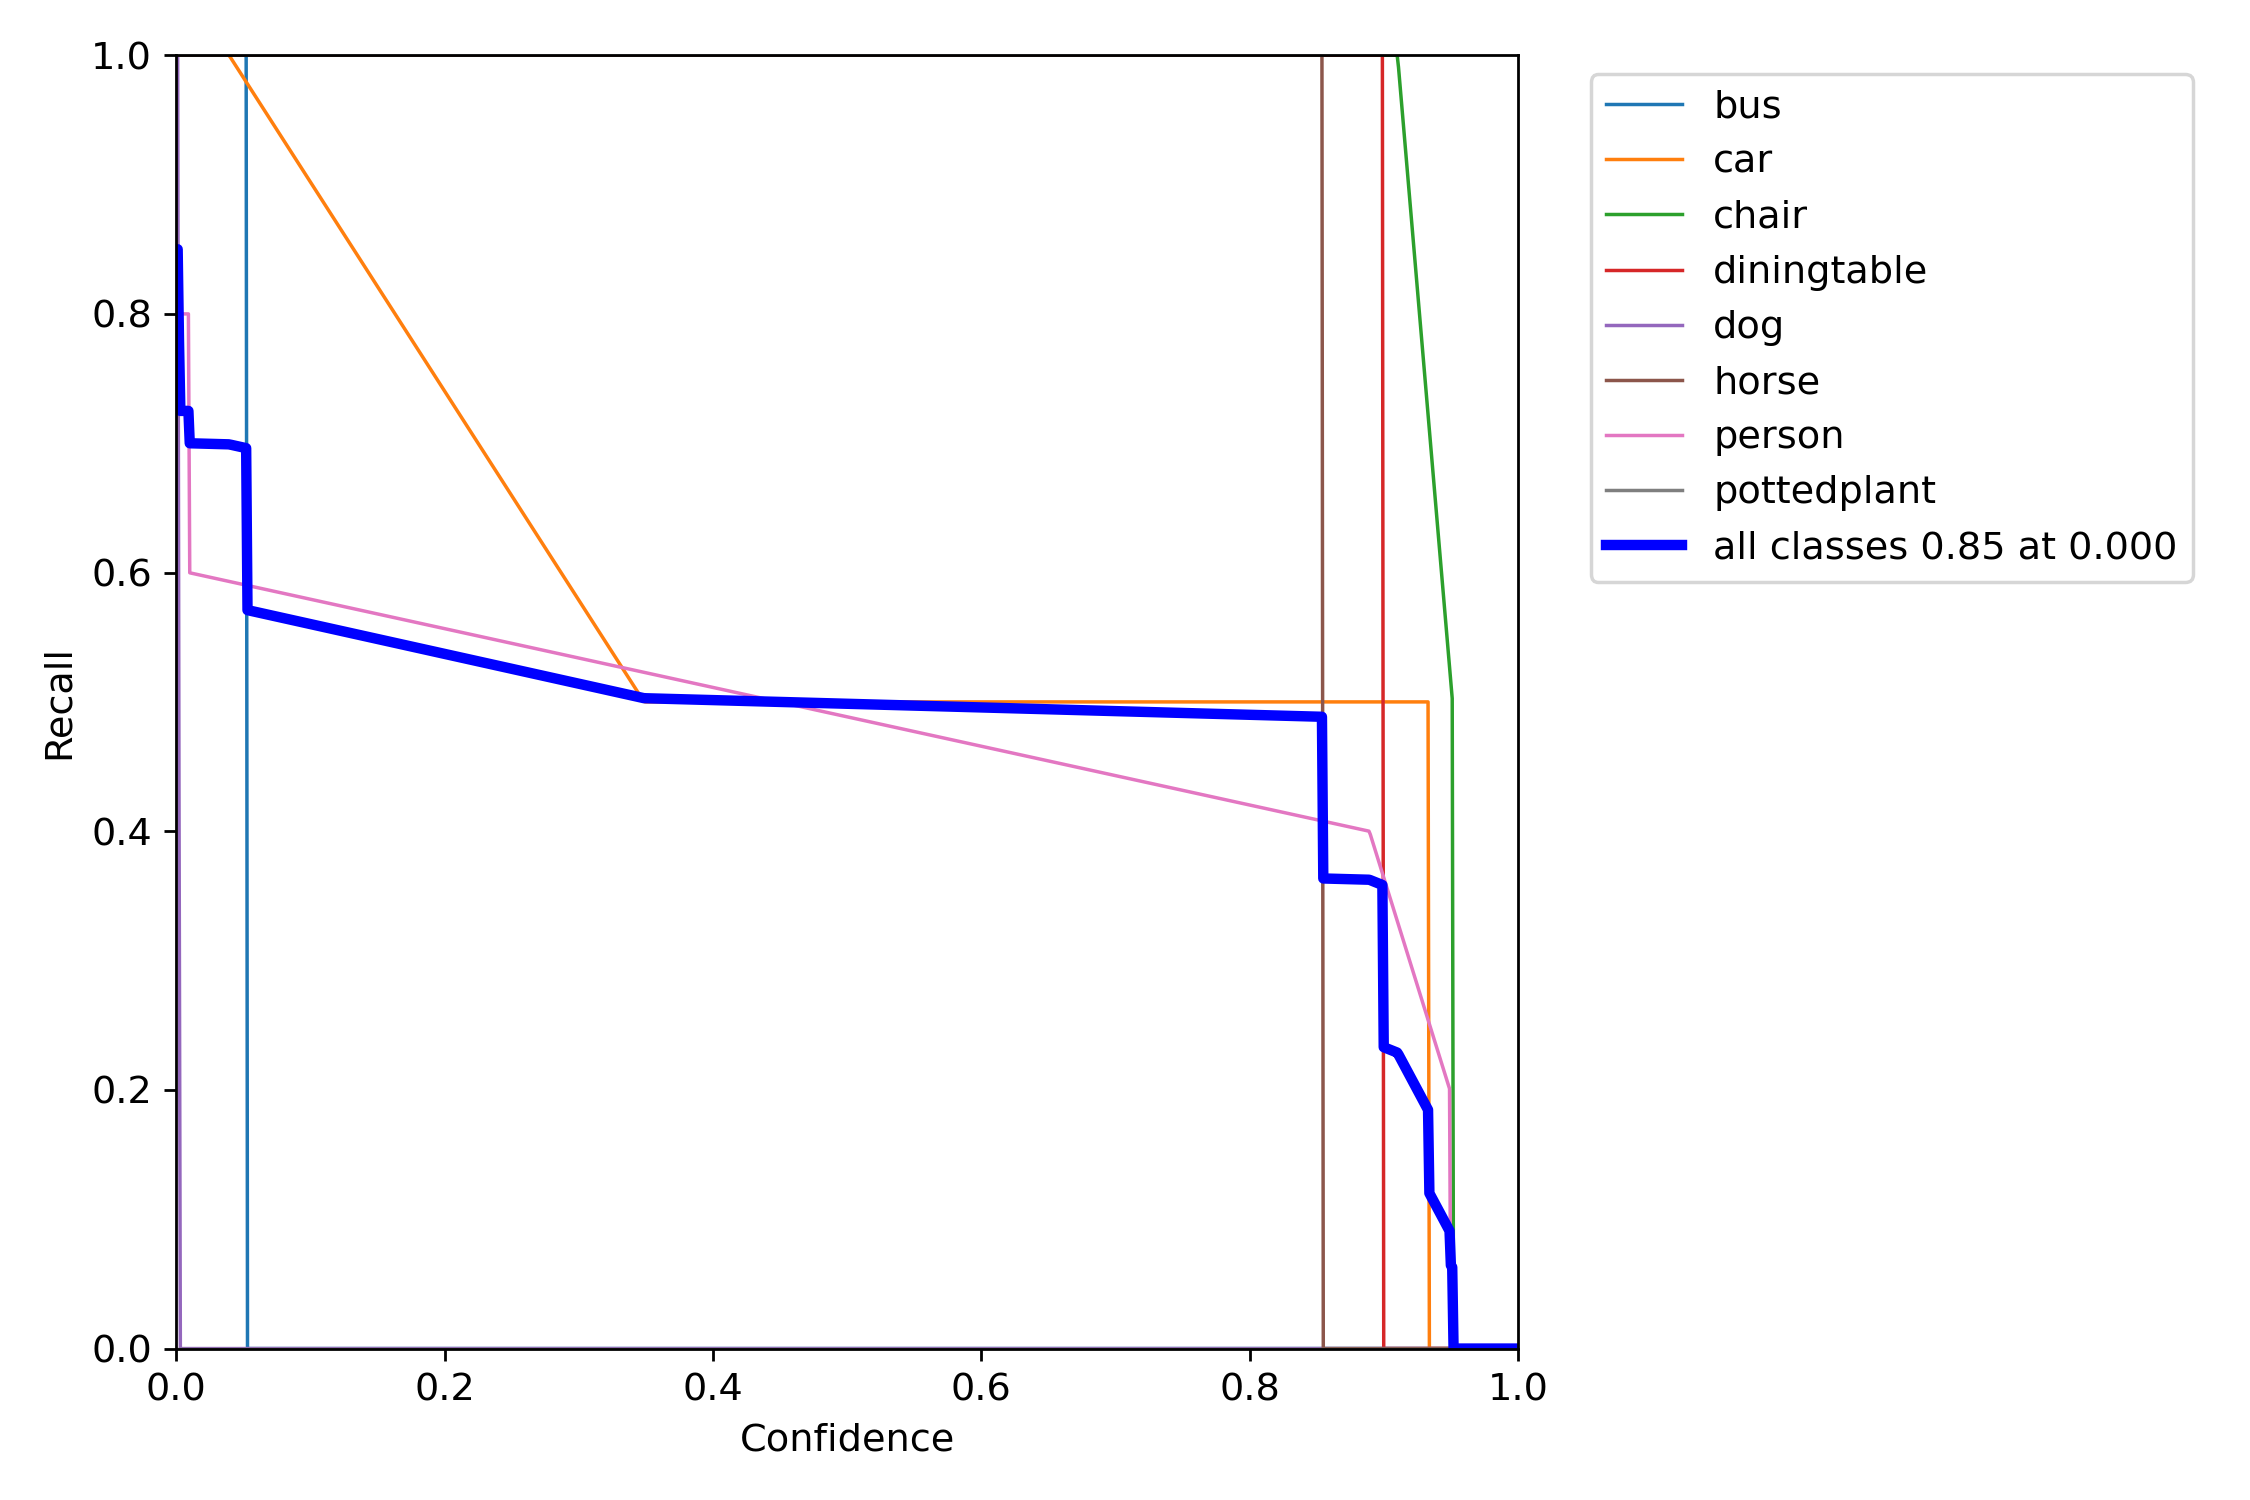 1.0
0.8
0.6
0.4
0.2
0.0
Recall
0.0 0.2 0.4 0.6 0.8 1.0
Confidence
bus
car
chair
diningtable
dog
horse
person
pottedplant
all classes 0.85 at 0.000